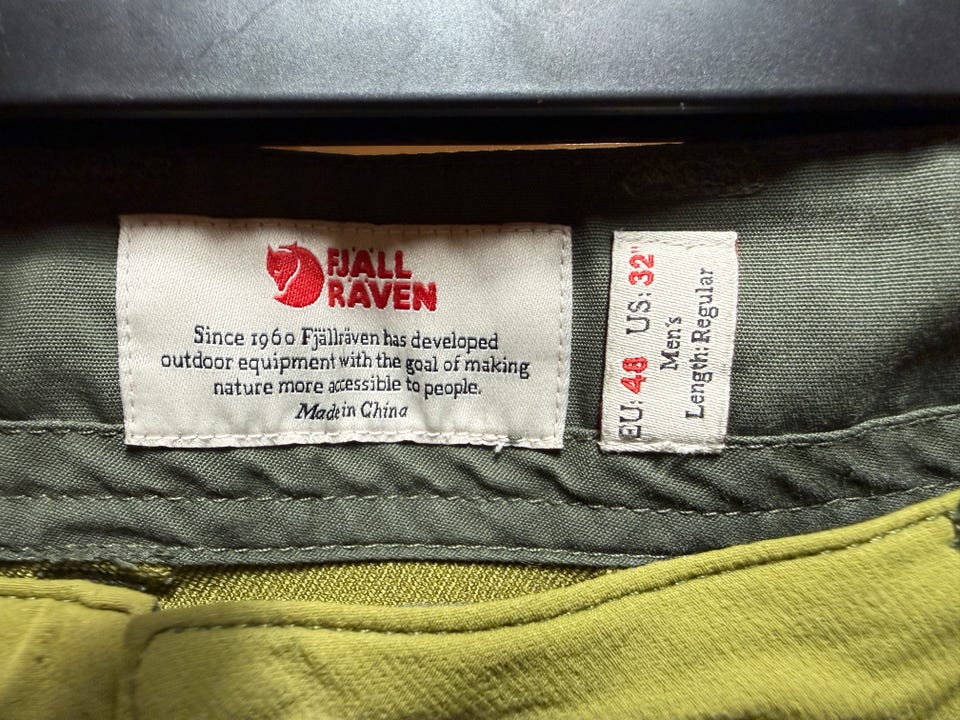 FJÄLL
RÄVEN
Since 1960 Fjällräven has developed
outdoor equipment with the goal of making
nature more accessible to people.
Made in China
EU: 48 US: 32"
Men's
Length: Regular